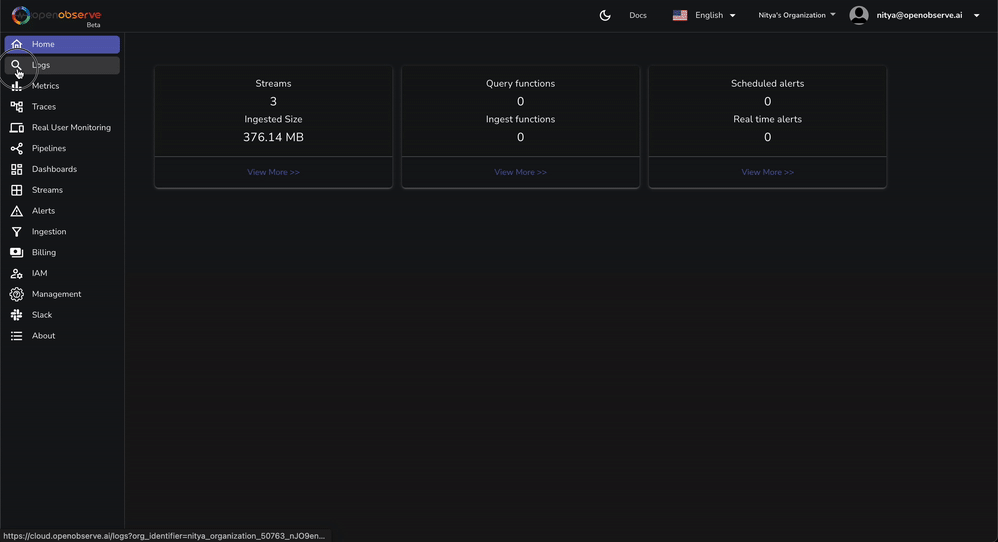 openobserve
Beta
Docs
English
Nitya's Organization
nitya@openobserve.ai
Home
Logs
Metrics
Traces
Real User Monitoring
Pipelines
Dashboards
Streams
Alerts
Ingestion
Billing
IAM
Management
Slack
About
Streams
3
Ingested Size
376.14 MB
View More >>
Query functions
0
Ingest functions
0
View More >>
Scheduled alerts
0
Real time alerts
0
View More >>
https://cloud.openobserve.ai/logs?org_identifier=nitya_organization_50763_nJO9en...